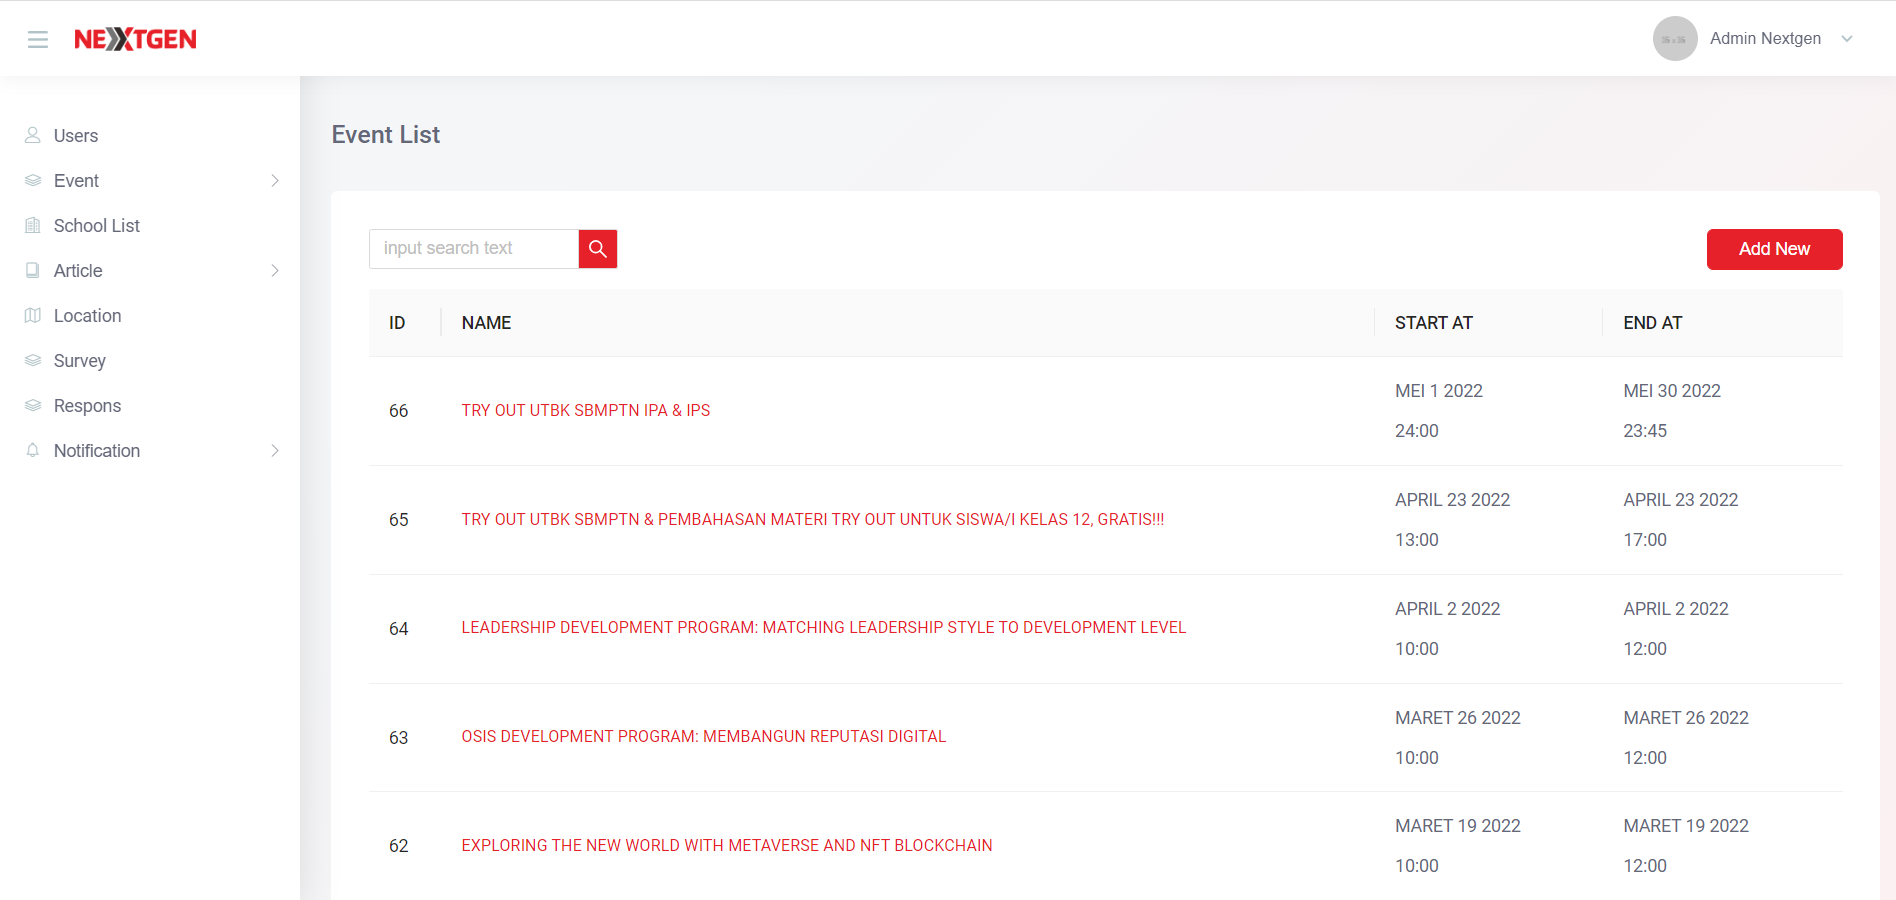 NEXTGEN
Admin Nextgen
Users
Event
School List
Article
Location
Survey
Respons
Notification
Event List
input search text
Add New
ID NAME START AT END AT
66 TRY OUT UTBK SBMPTN IPA & IPS MEI 1 2022 24:00 MEI 30 2022 23:45
65 TRY OUT UTBK SBMPTN & PEMBAHASAN MATERI TRY OUT UNTUK SISWA/I KELAS 12, GRATIS!!! APRIL 23 2022 13:00 APRIL 23 2022 17:00
64 LEADERSHIP DEVELOPMENT PROGRAM: MATCHING LEADERSHIP STYLE TO DEVELOPMENT LEVEL APRIL 2 2022 10:00 APRIL 2 2022 12:00
63 OSIS DEVELOPMENT PROGRAM: MEMBANGUN REPUTASI DIGITAL MARET 26 2022 10:00 MARET 26 2022 12:00
62 EXPLORING THE NEW WORLD WITH METAVERSE AND NFT BLOCKCHAIN MARET 19 2022 10:00 MARET 19 2022 12:00